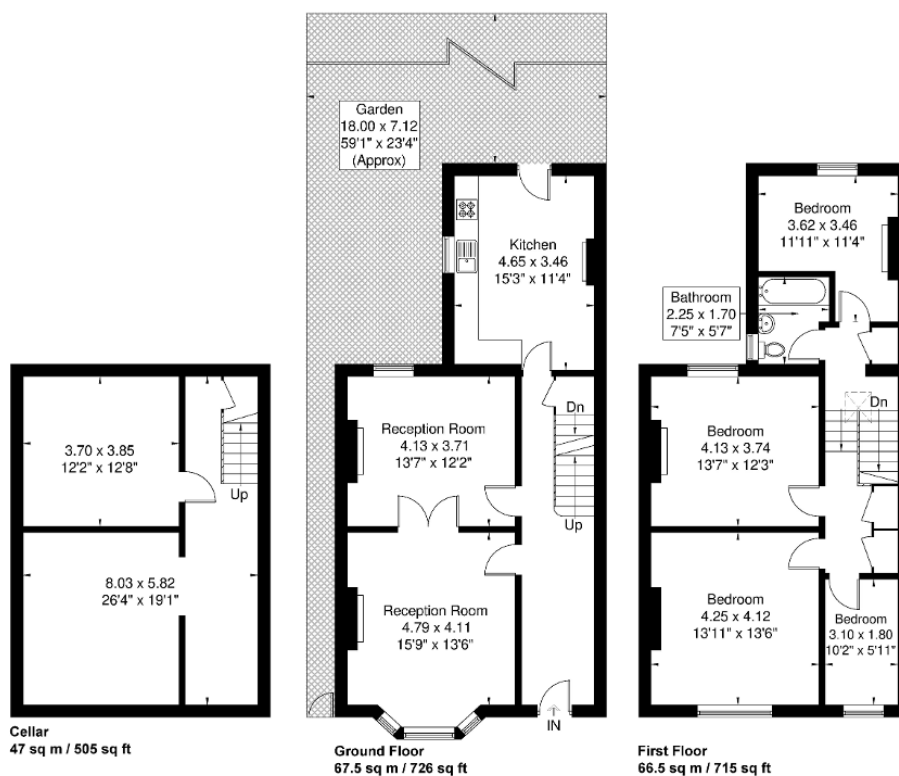 3.70 x 3.85
12'2" x 12'8"
Up
8.03 x 5.82
26'4" x 19'1"
Cellar
47 sq m / 505 sq ft
Garden
18.00 x 7.12
59'1" x 23'4"
(Approx)
Kitchen
4.65 x 3.46
15'3" x 11'4"
Reception Room
4.13 x 3.71
13'7" x 12'2"
Dn
Up
Reception Room
4.79 x 4.11
15'9" x 13'6"
IN
Ground Floor
67.5 sq m / 726 sq ft
Bedroom
3.62 x 3.46
11'11" x 11'4"
Bathroom
2.25 x 1.70
7'5" x 5'7"
Dn
Bedroom
4.13 x 3.74
13'7" x 12'3"
Bedroom
4.25 x 4.12
13'11" x 13'6"
Bedroom
3.10 x 1.80
10'2" x 5'11"
First Floor
66.5 sq m / 715 sq ft